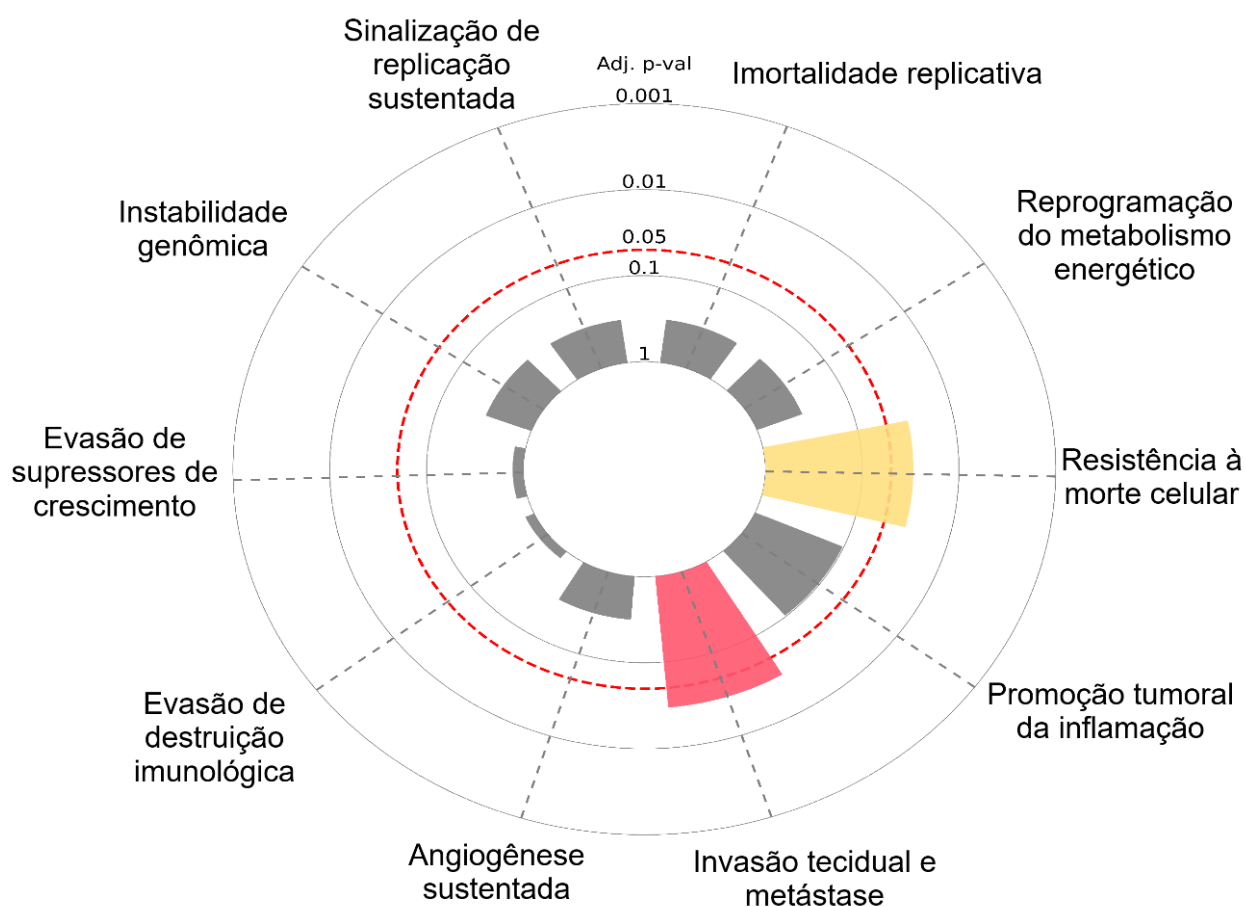 Sinalização de
replicação
sustentada
Adj. p-val
0.001
0.01
0.05
0.1
1
Imortalidade replicativa
Reprogramação
do metabolismo
energético
Resistência à
morte celular
Promoção tumoral
da inflamação
Invasão tecidual e
metástase
Angiogênese
sustentada
Evasão de
destruição
imunológica
Evasão de
supressores de
crescimento
Instabilidade
genômica